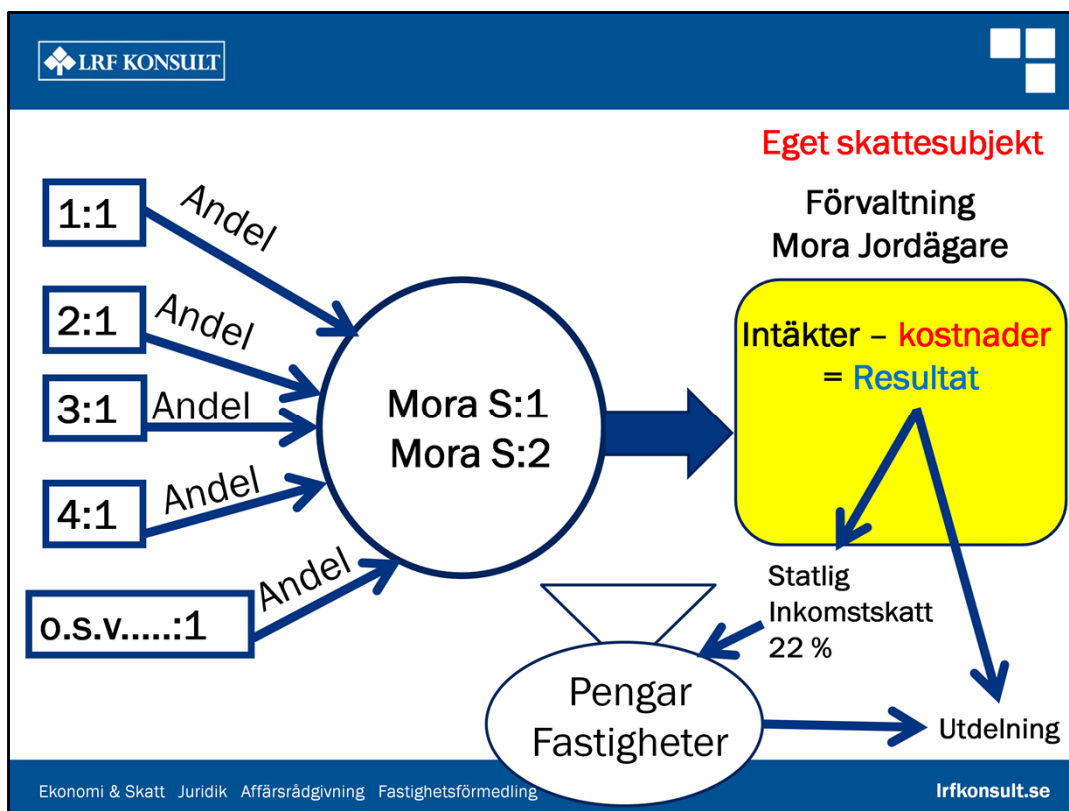 LRF KONSULT
Eget skattesubjekt
Förvaltning
Mora Jordägare
1:1
Andel
2:1
Andel
3:1
Andel
4:1
Andel
o.s.v.....:1
Andel
Mora S:1
Mora S:2
Intäkter – kostnader
= Resultat
Statlig
Inkomstskatt
22 %
Pengar
Fastigheter
Utdelning
Ekonomi & Skatt Juridik Affärsrådgivning Fastighetsförmedling
lrfkonsult.se